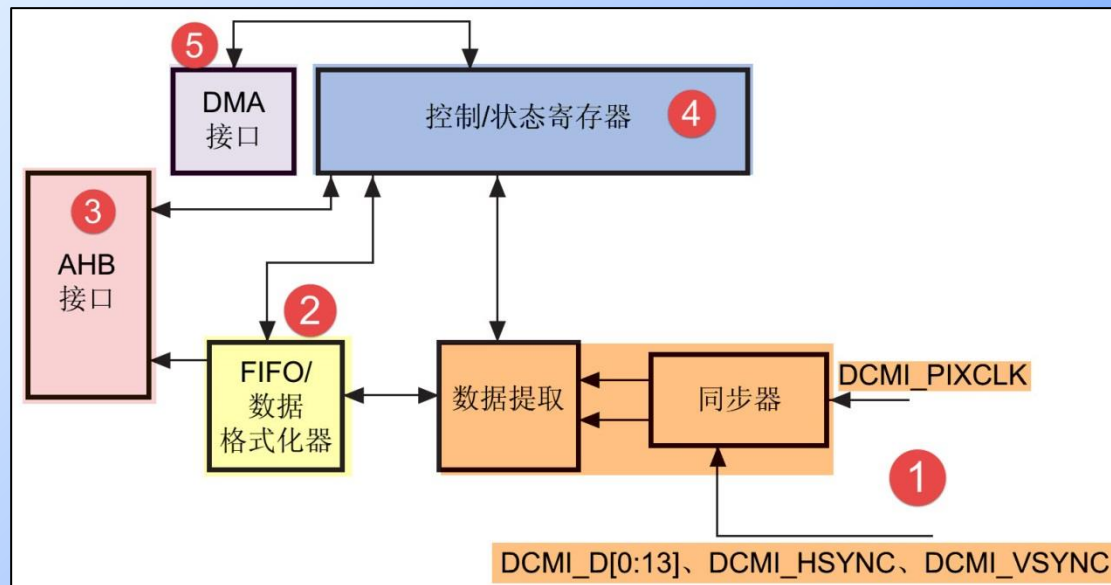 5
DMA
接口
控制/状态寄存器
4
3
AHB
接口
2
FIFO/
数据
格式化器
数据提取
同步器
DCMI_PIXCLK
1
DCMI_D[0:13]、DCMI_HSYNC、DCMI_VSYNC